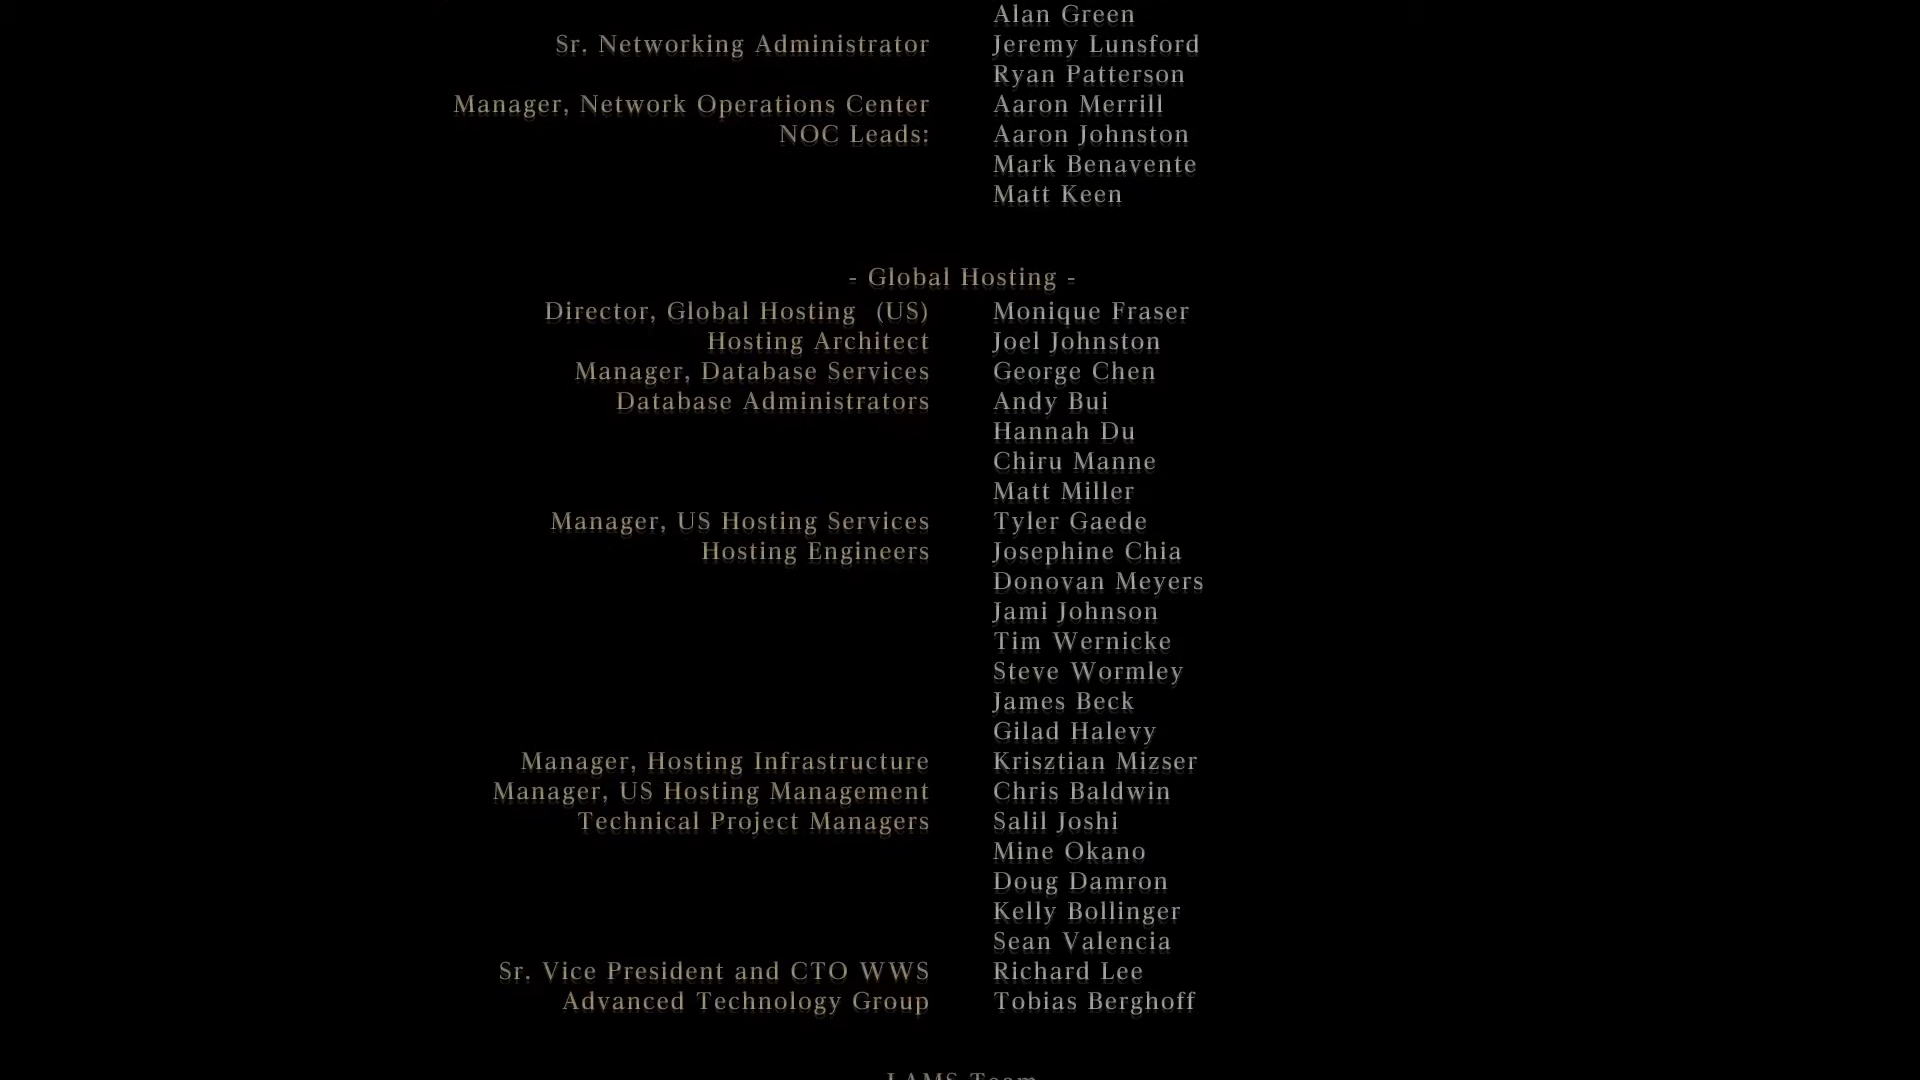 Alan Green
Sr. Networking Administrator Jeremy Lunsford
Ryan Patterson
Manager, Network Operations Center Aaron Merrill
NOC Leads: Aaron Johnston
Mark Benavente
Matt Keen
- Global Hosting -
Director, Global Hosting (US) Monique Fraser
Hosting Architect Joel Johnston
Manager, Database Services George Chen
Database Administrators Andy Bui
Hannah Du
Chiru Manne
Matt Miller
Manager, US Hosting Services Tyler Gaede
Hosting Engineers Josephine Chia
Donovan Meyers
Jami Johnson
Tim Wernicke
Steve Wormley
James Beck
Gilad Halevy
Manager, Hosting Infrastructure Krisztian Mizser
Manager, US Hosting Management Chris Baldwin
Technical Project Managers Salil Joshi
Mine Okano
Doug Damron
Kelly Bollinger
Sean Valencia
Sr. Vice President and CTO WWS Richard Lee
Advanced Technology Group Tobias Berghoff
Team